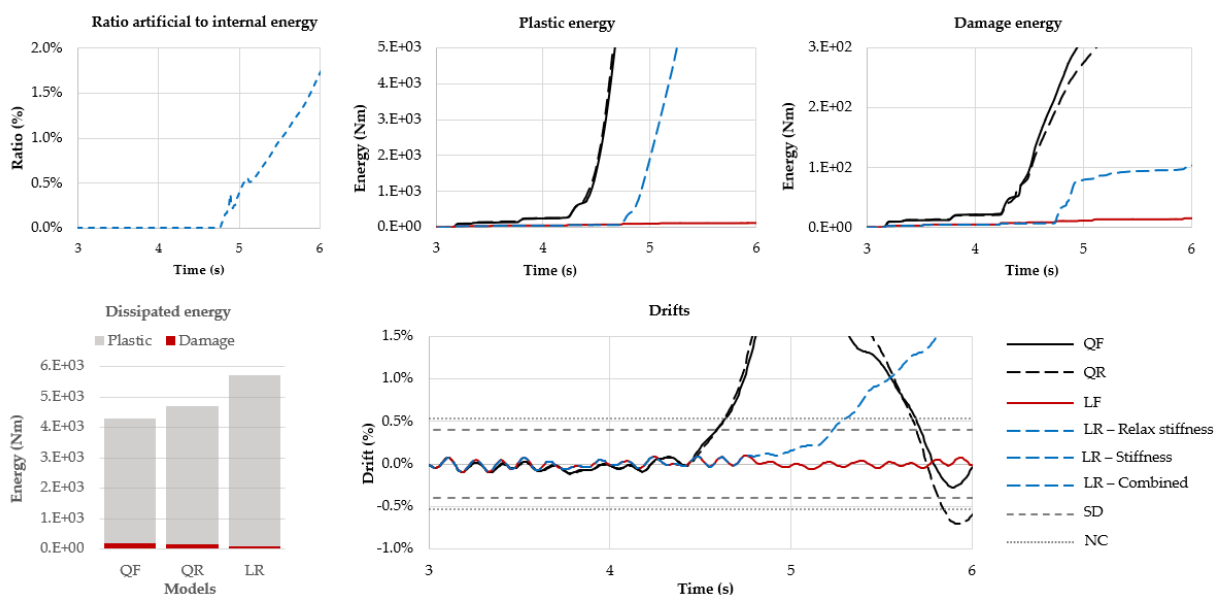 Ratio artificial to internal energy
2.0%
1.5%
1.0%
0.5%
0.0%
Ratio (%)
3
4
5
6
Time (s)
Plastic energy
5.E+03
4.E+03
3.E+03
2.E+03
1.E+03
0.E+00
Energy (Nm)
3
4
5
6
Time (s)
Damage energy
3.E+02
2.E+02
1.E+02
0.E+00
Energy (Nm)
3
4
5
6
Time (s)
Dissipated energy
Plastic Damage
6.E+03
5.E+03
4.E+03
3.E+03
2.E+03
1.E+03
0.E+00
Energy (Nm)
QF QR LR
Models
Drifts
1.5%
1.0%
0.5%
0.0%
-0.5%
-1.0%
Drift (%)
3
4
5
6
Time (s)
QF
QR
LF
LR – Relax stiffness
LR – Stiffness
LR – Combined
SD
NC